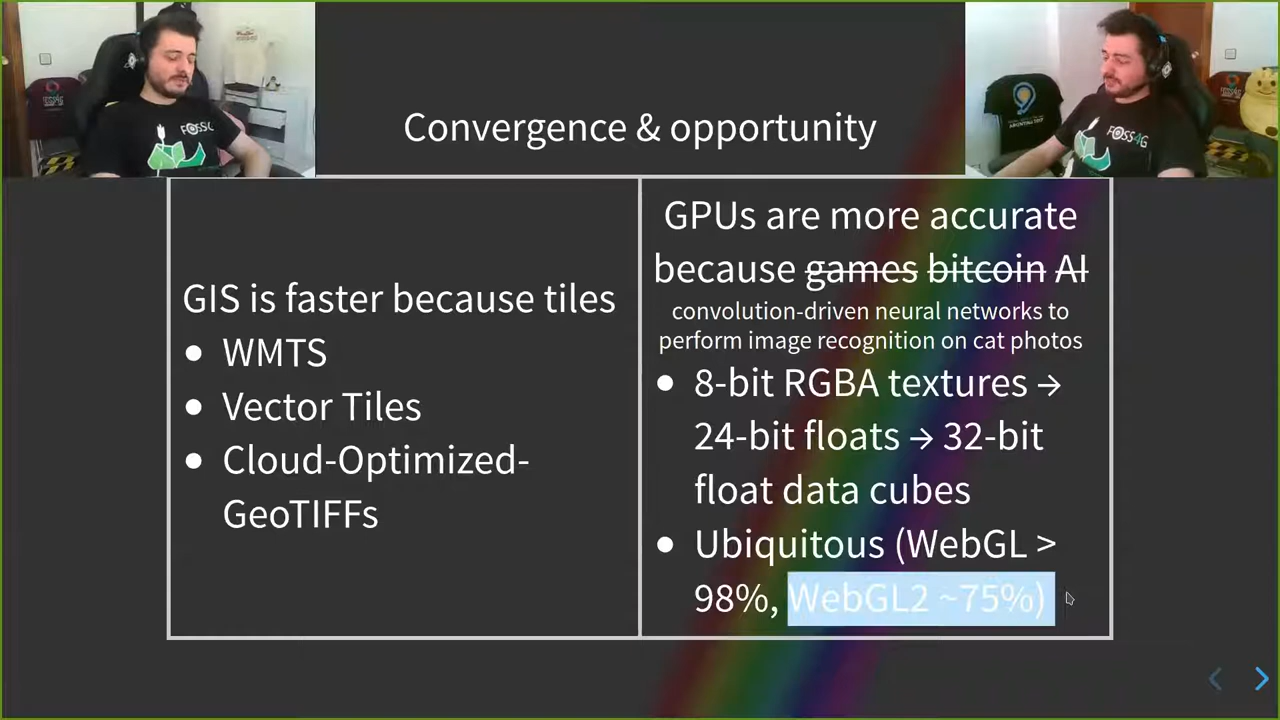 Convergence & opportunity
GIS is faster because tiles
• WMTS
• Vector Tiles
• Cloud-Optimized-
GeoTIFFs
GPUs are more accurate
because games bitcoin AI
convolution-driven neural networks to
perform image recognition on cat photos
• 8-bit RGBA textures →
24-bit floats → 32-bit
float data cubes
• Ubiquitous (WebGL >
98%, WebGL2 ~75%)
FOSS4G